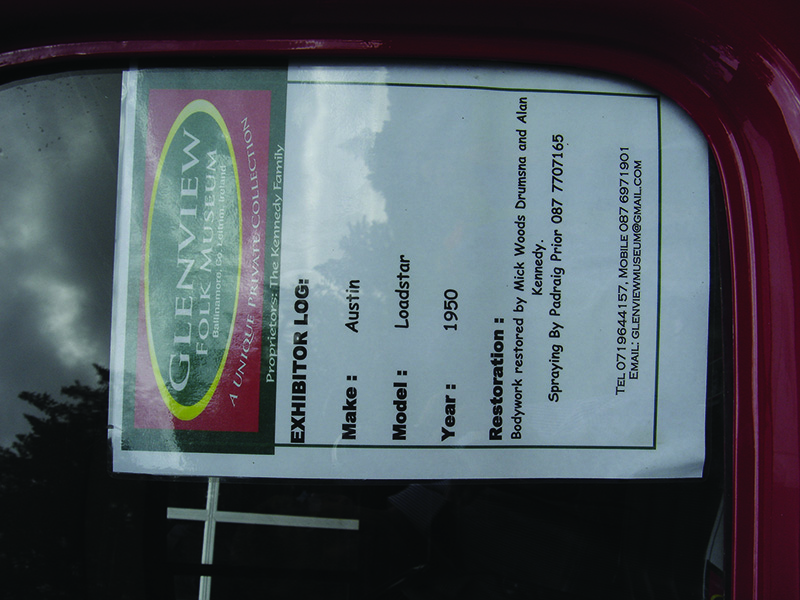 GLENVIEW
FOLK MUSEUM
Ballinamore, Co. Leitrim, Ireland.
A UNIQUE PRIVATE COLLECTION
Proprietors: The Kennedy Family
EXHIBITOR LOG:
Make : Austin
Model : Loadstar
Year : 1950
Restoration :
Bodywork restored by Mick Woods Drumsna and Alan
Kennedy.
Spraying By Padraig Prior 087 7707165
TEL 0719644157, MOBILE 087 6971901
EMAIL: GLENVIEWMUSEUM@GMAIL.COM